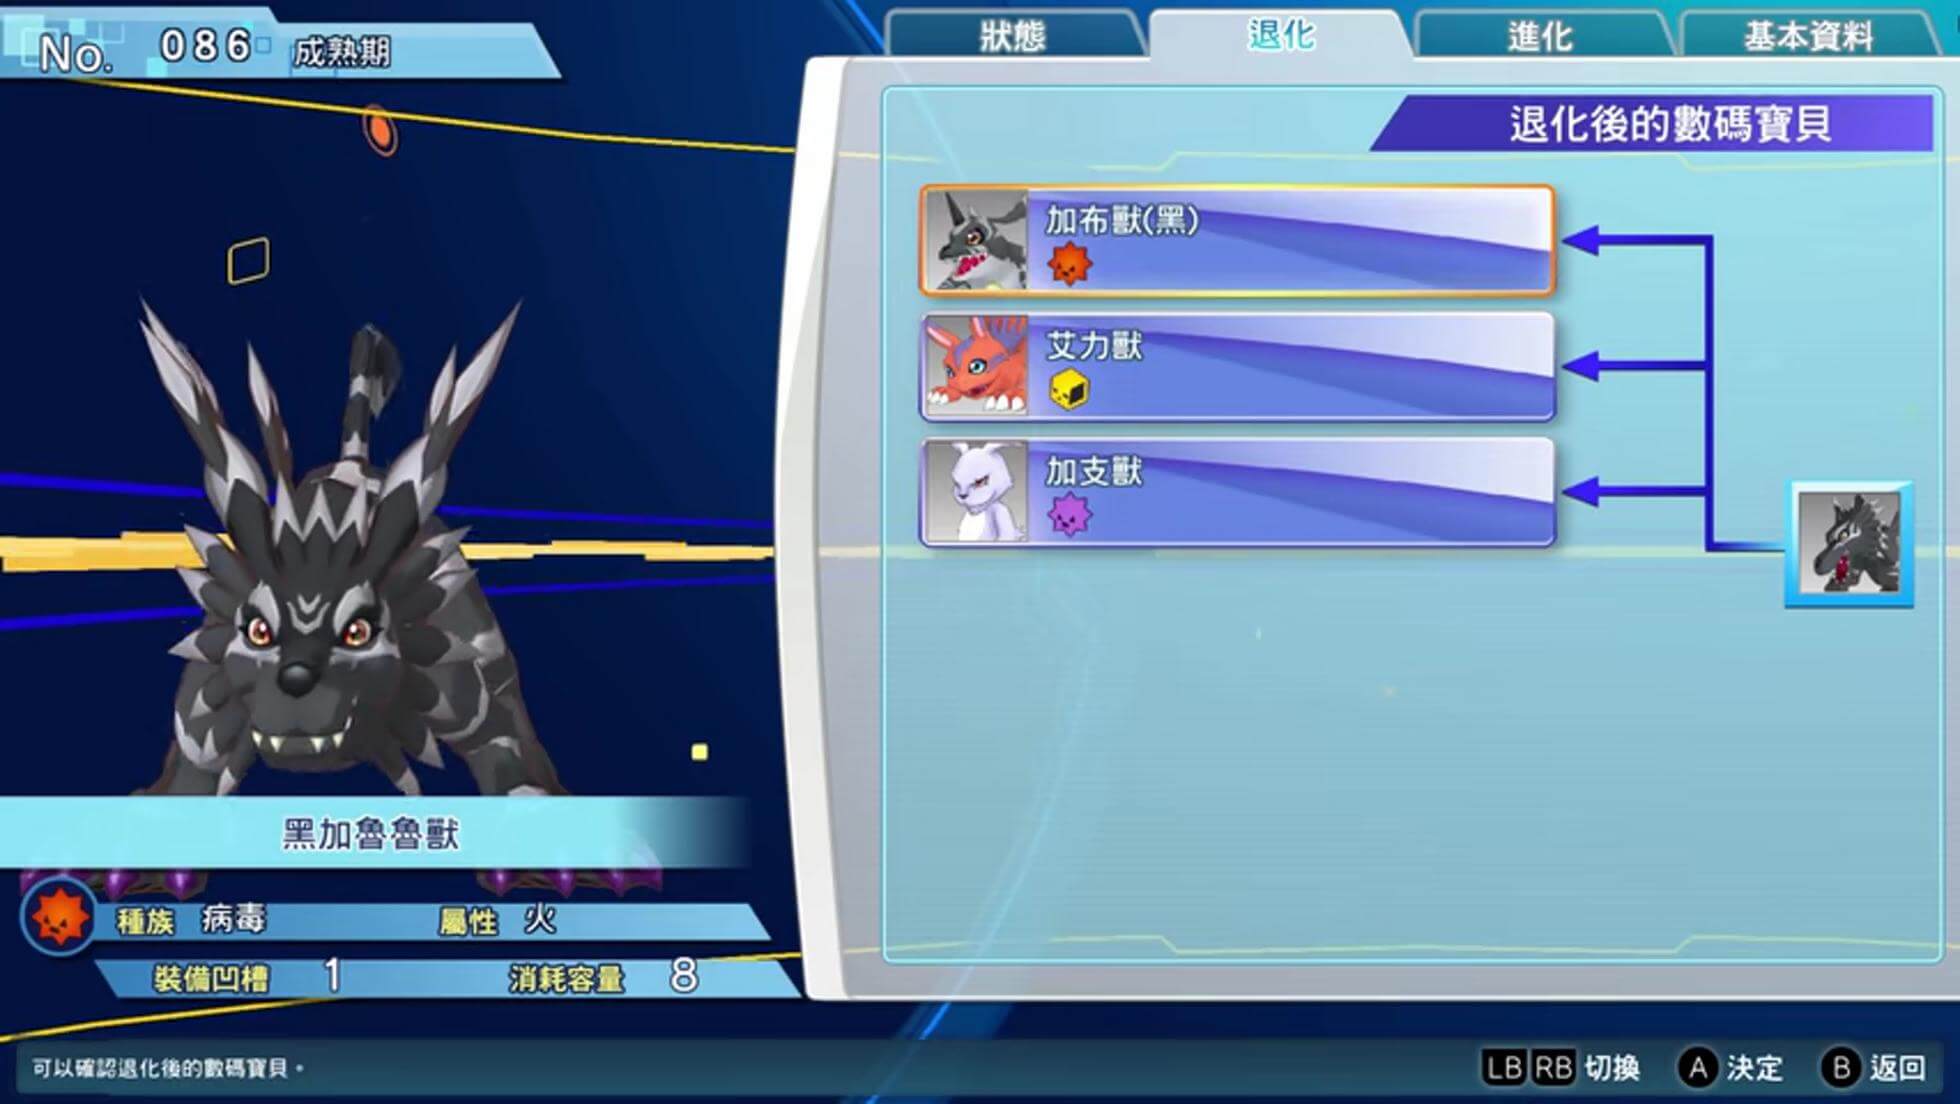 No. 086 成熟期
狀態 退化 進化 基本資料
退化後的數碼寶貝
加布獸(黑)
艾力獸
加支獸
黑加魯魯獸
種族 病毒 屬性 火
裝備凹槽 1 消耗容量 8
可以確認退化後的數碼寶貝。
LB RB 切換 A 決定 B 返回